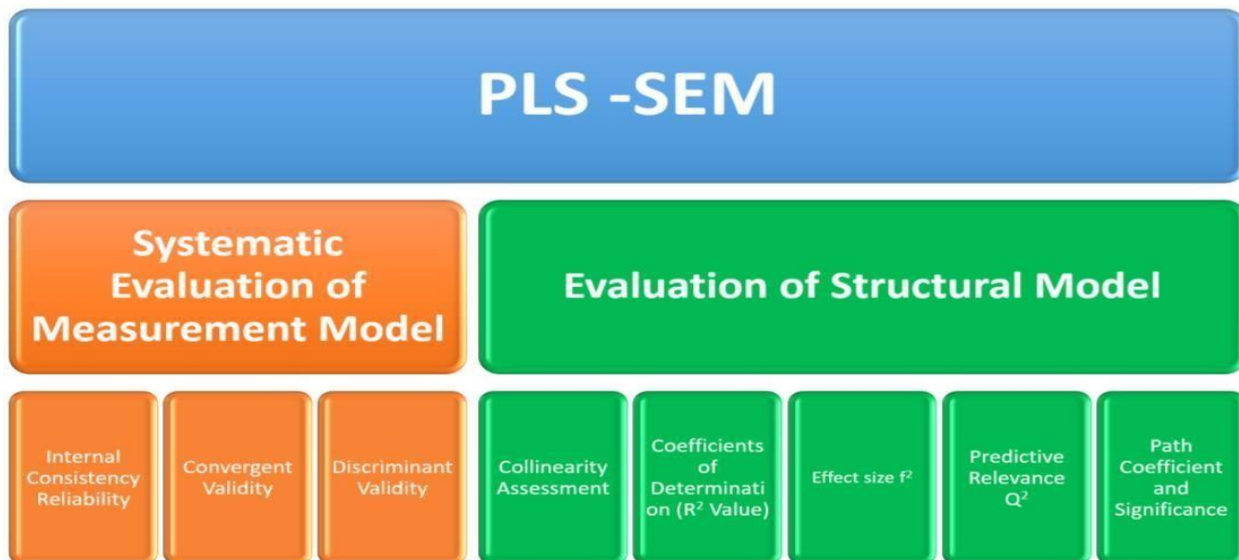 PLS -SEM
Systematic
Evaluation of
Measurement Model
Evaluation of Structural Model
Internal
Consistency
Reliability
Convergent
Validity
Discriminant
Validity
Collinearity
Assessment
Coefficients
of
Determinati
on (R² Value)
Effect size f²
Predictive
Relevance
Q²
Path
Coefficient
and
Significance